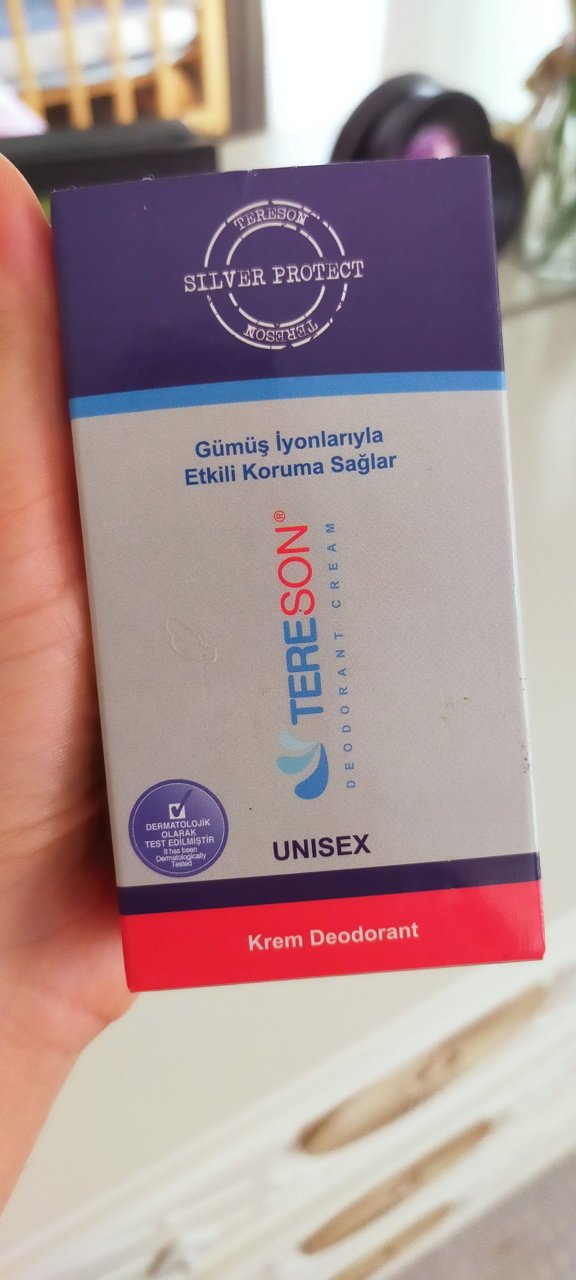 TERESON
SILVER PROTECT
TERESON
Gümüş İyonlarıyla
Etkili Koruma Sağlar
TERESON®
DEODORANT CREAM
DERMATOLOJİK
OLARAK
TEST EDİLMİŞTİR
It has been
Dermatologically
Tested
UNISEX
Krem Deodorant